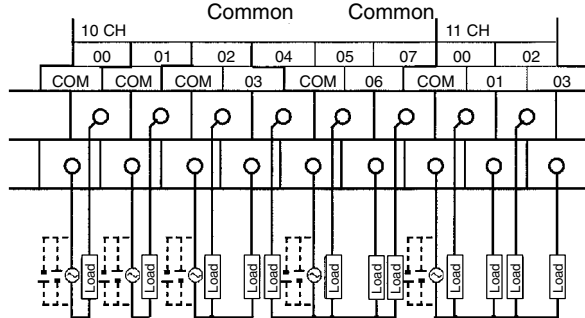 Common Common
10 CH 11 CH
00 01 02 04 05 07 00 02
COM COM COM 03 COM 06 COM 01 03
Load Load Load Load Load Load Load Load Load Load Load Load